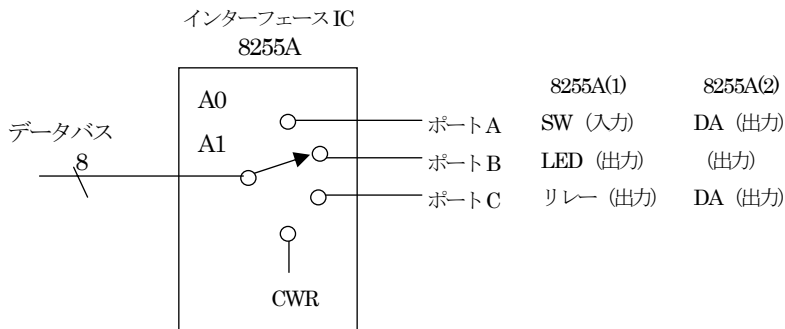 インターフェースIC
8255A
8255A(1) 8255A(2)
A0
ポートA SW（入力） DA（出力）
データバス
A1
8
ポートB LED（出力） （出力）
ポートC リレー（出力） DA（出力）
CWR